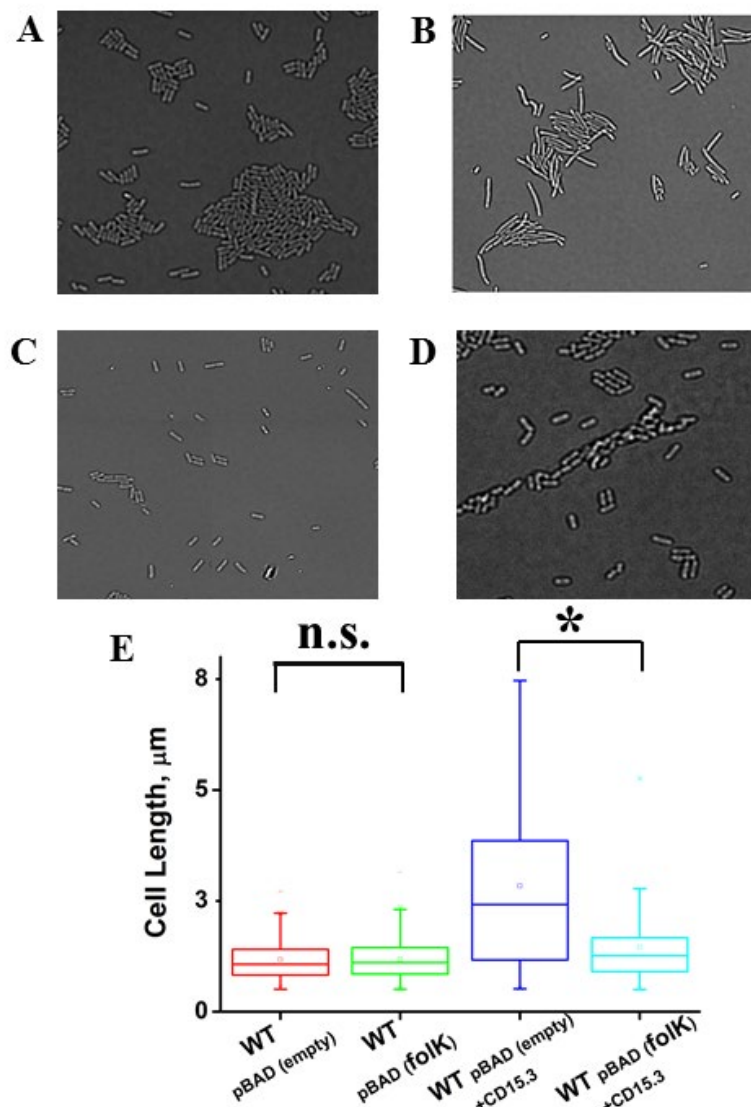 A
B
C
D
E
n.s.
*
Cell Length, μm
8
5
3
0
WT
pBAD (empty)
WT
pBAD (folK)
WT pBAD (empty)
+CD15.3
WT pBAD (folK)
+CD15.3